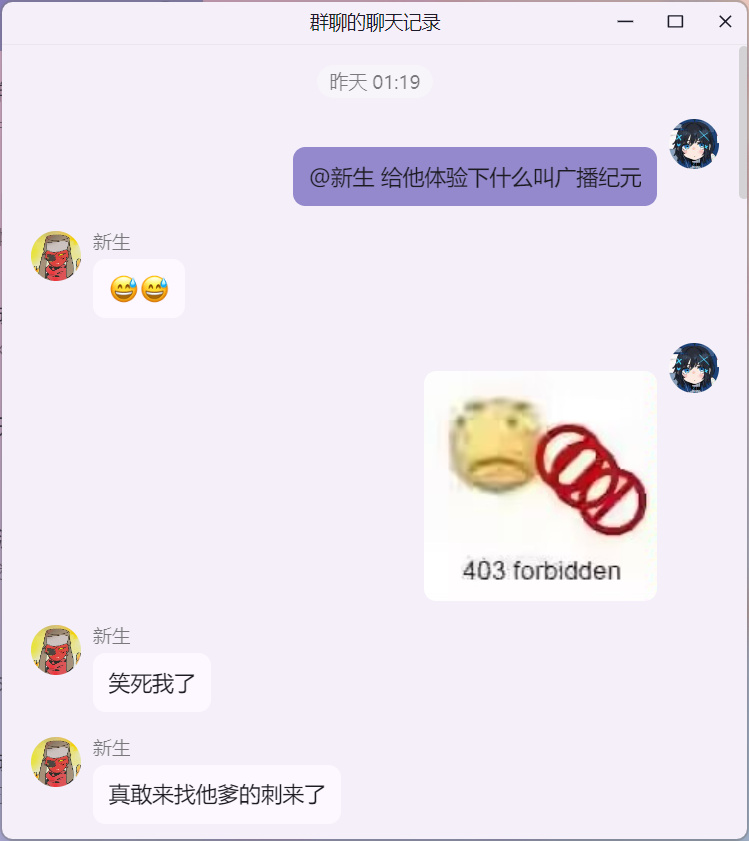 群聊的聊天记录
昨天 01:19
@新生 给他体验下什么叫广播纪元
新生
😅😅
403 forbidden
新生
笑死我了
新生
真敢来找他爹的刺来了